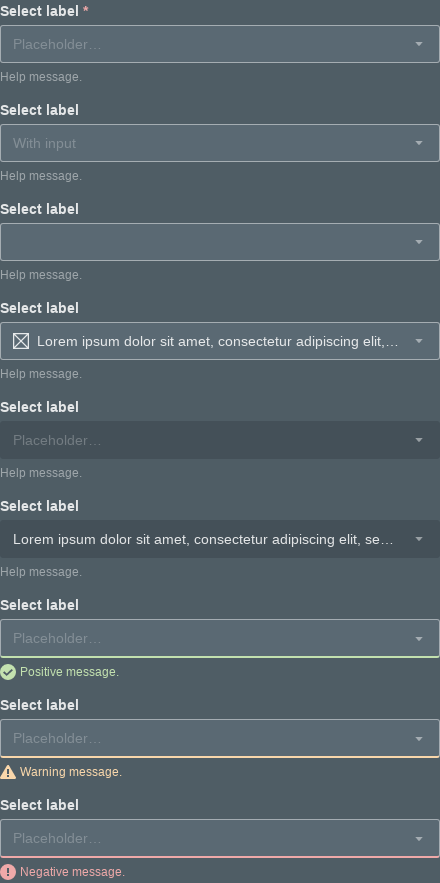 Select label *
Placeholder…
Help message.
Select label
With input
Help message.
Select label
Help message.
Select label
Lorem ipsum dolor sit amet, consectetur adipiscing elit,…
Help message.
Select label
Placeholder…
Help message.
Select label
Lorem ipsum dolor sit amet, consectetur adipiscing elit, se…
Help message.
Select label
Placeholder…
Positive message.
Select label
Placeholder…
Warning message.
Select label
Placeholder…
Negative message.